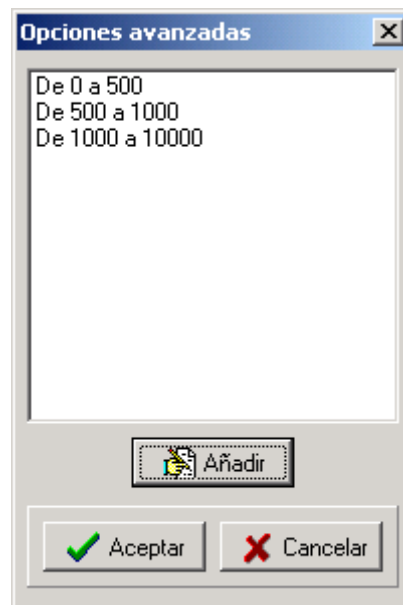 Opciones avanzadas
De 0 a 500
De 500 a 1000
De 1000 a 10000
Añadir
Aceptar
Cancelar